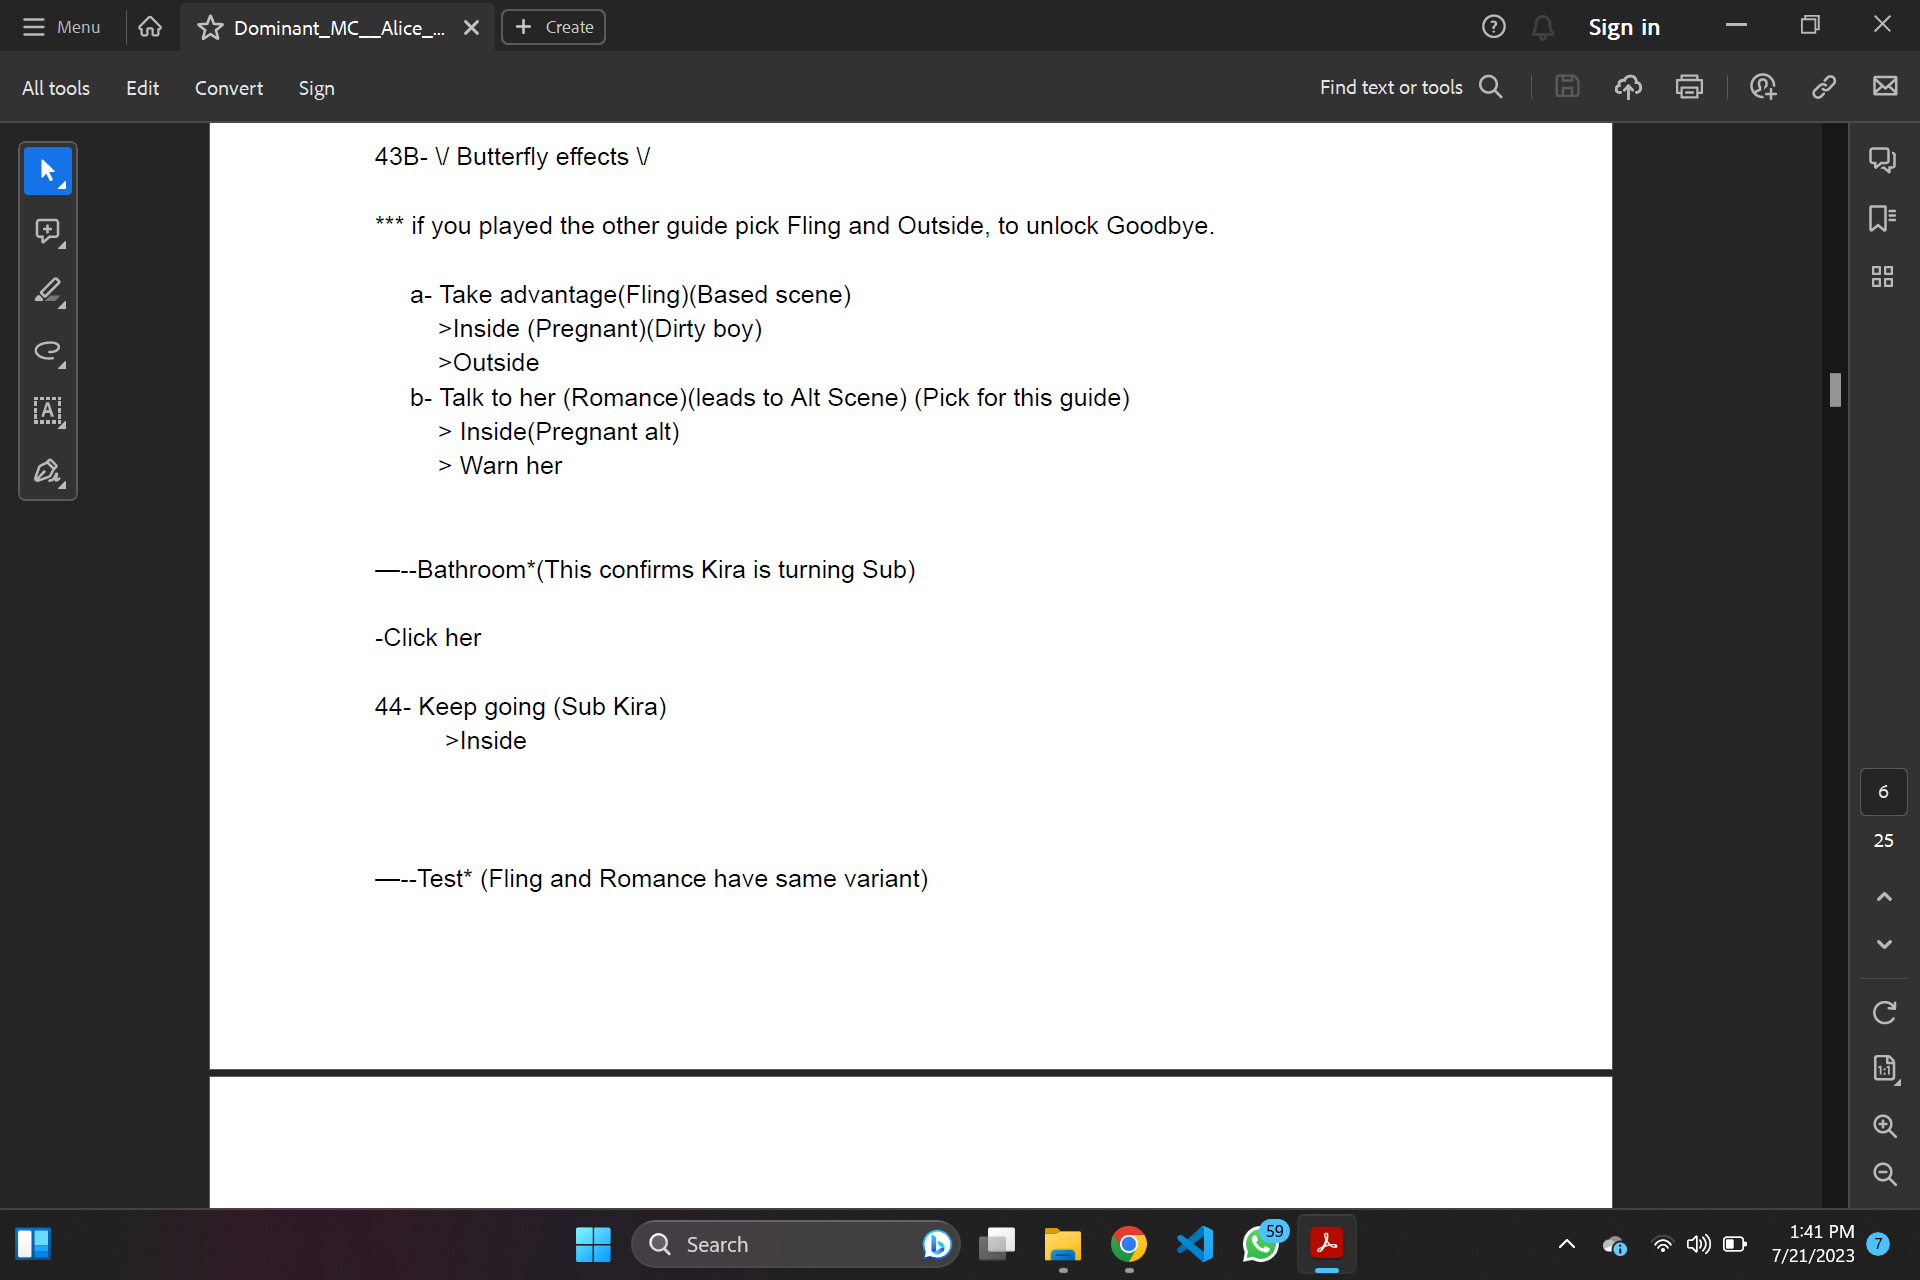 Menu
Dominant_MC__Alice_...
Create
Sign in
All tools
Edit
Convert
Sign
Find text or tools
43B- \/ Butterfly effects \/
*** if you played the other guide pick Fling and Outside, to unlock Goodbye.
a- Take advantage(Fling)(Based scene)
>Inside (Pregnant)(Dirty boy)
>Outside
b- Talk to her (Romance)(leads to Alt Scene) (Pick for this guide)
> Inside(Pregnant alt)
> Warn her
—--Bathroom*(This confirms Kira is turning Sub)
-Click her
44- Keep going (Sub Kira)
>Inside
—--Test* (Fling and Romance have same variant)
6
25
1:1
Search
59
1:41 PM
7/21/2023
7